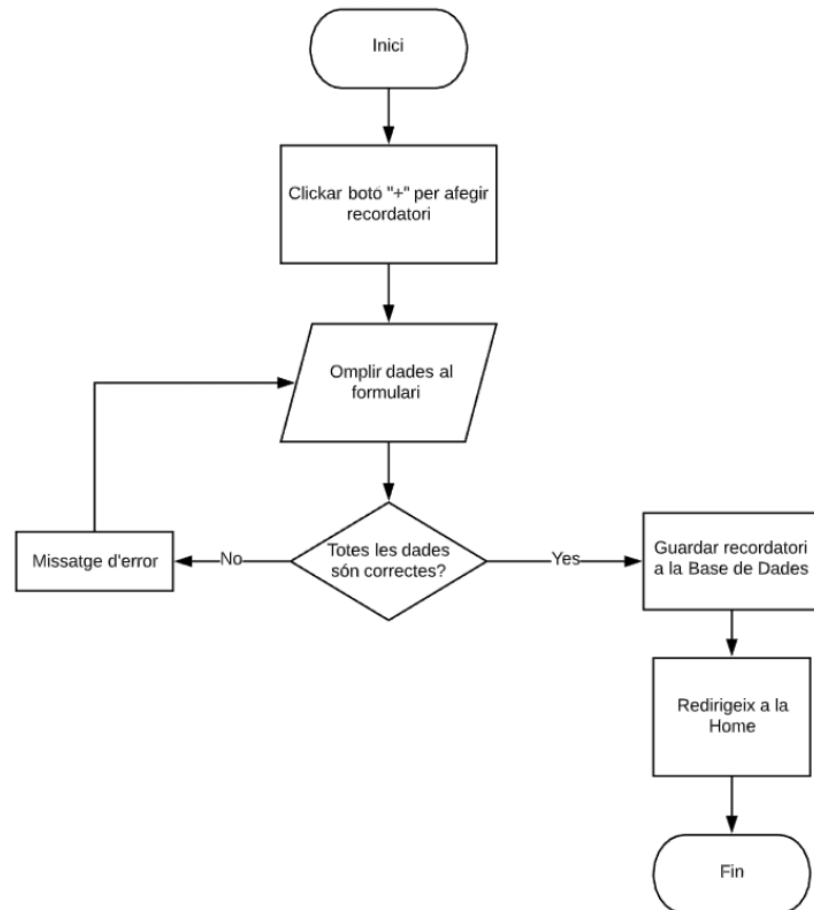 Inici
Clickar botó "+" per afegir
recordatori
Omplir dades al
formulari
Totes les dades
són correctes?
No
Missatge d'error
Yes
Guardar recordatori
a la Base de Dades
Redirigeix a la
Home
Fin